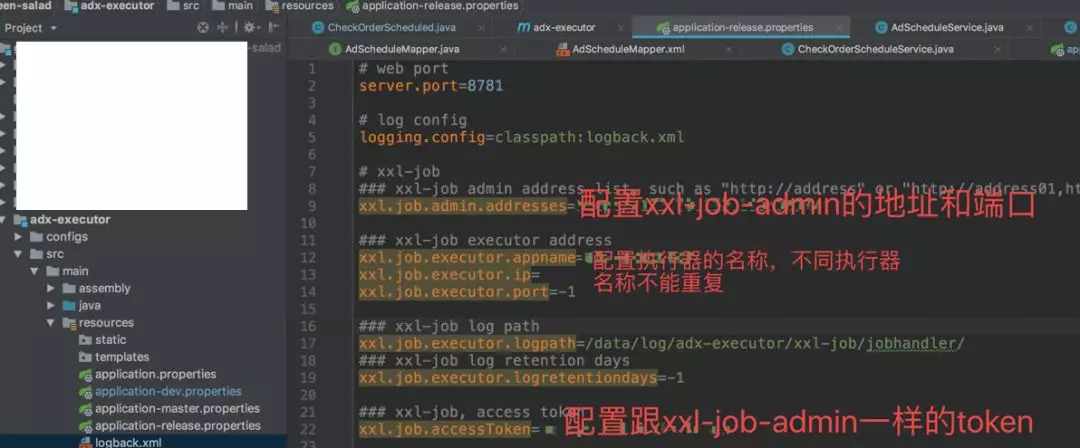 een-salad
adx-executor
src
main
resources
application-release.properties
Project
CheckOrderScheduled.java
adx-executor
application-release.properties
AdScheduleService.java
AdScheduleMapper.java
AdScheduleMapper.xml
CheckOrderScheduleService.java
-salad
adx-executor
configs
src
main
assembly
java
resources
static
templates
application.properties
application-dev.properties
application-master.properties
application-release.properties
logback.xml
1 # web port
2 server.port=8781
3
4 # log config
5 logging.config=classpath:logback.xml
6
7 # xxl-job
8 ### xxl-job admin address list, such as "http://address" or "http://address01,ht
9 xxl.job.admin.addresses=
配置xxl-job-admin的地址和端口
10
11 ### xxl-job executor address
12 xxl.job.executor.appname=
配置执行器的名称，不同执行器
13 xxl.job.executor.ip=
名称不能重复
14 xxl.job.executor.port=-1
15
16 ### xxl-job log path
17 xxl.job.executor.logpath=/data/log/adx-executor/xxl-job/jobhandler/
18 ### xxl-job log retention days
19 xxl.job.executor.logretentiondays=-1
20
21 ### xxl-job, access token
22 xxl.job.accessToken=
配置跟xxl-job-admin一样的token